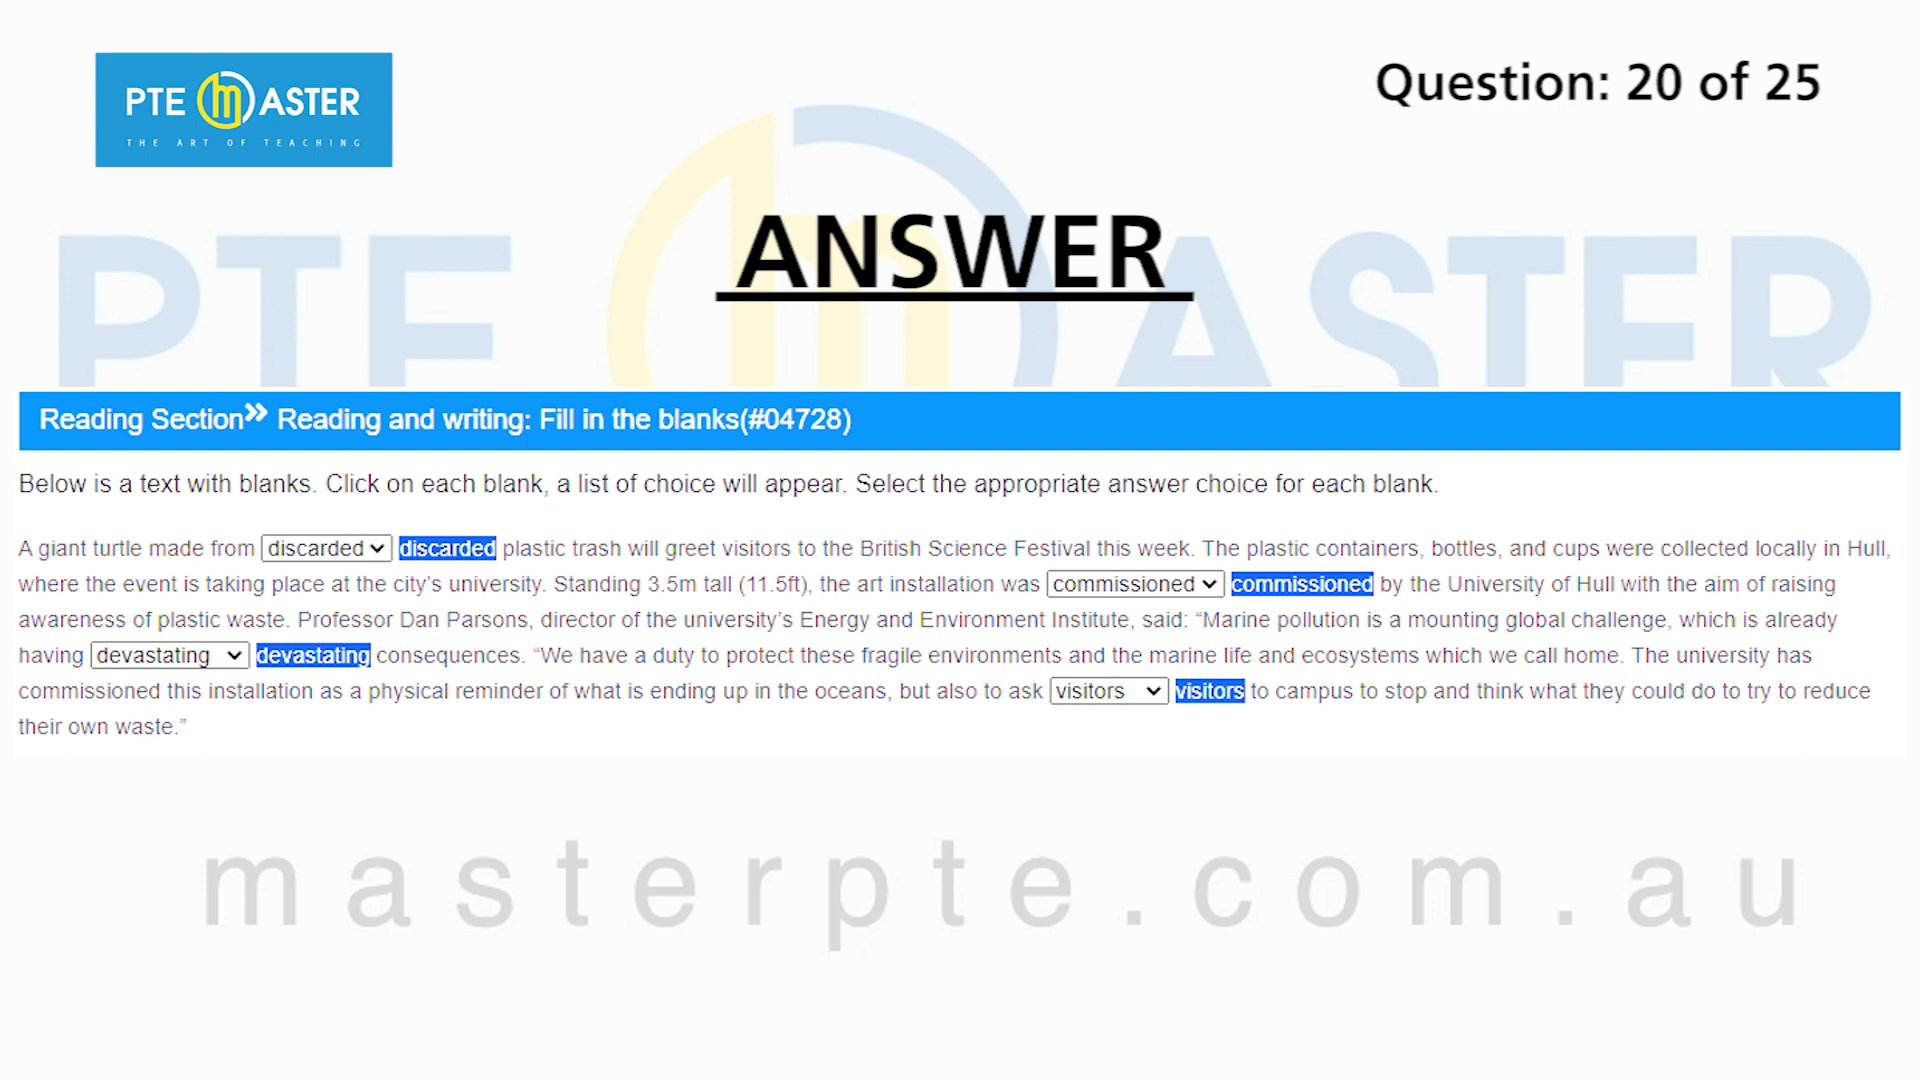 PTE MASTER
THE ART OF TEACHING
Question: 20 of 25
PTE MASTER
ANSWER
Reading Section» Reading and writing: Fill in the blanks(#04728)
Below is a text with blanks. Click on each blank, a list of choice will appear. Select the appropriate answer choice for each blank.
A giant turtle made from discarded discarded plastic trash will greet visitors to the British Science Festival this week. The plastic containers, bottles, and cups were collected locally in Hull,
where the event is taking place at the city’s university. Standing 3.5m tall (11.5ft), the art installation was commissioned commissioned by the University of Hull with the aim of raising
awareness of plastic waste. Professor Dan Parsons, director of the university’s Energy and Environment Institute, said: “Marine pollution is a mounting global challenge, which is already
having devastating devastating consequences. “We have a duty to protect these fragile environments and the marine life and ecosystems which we call home. The university has
commissioned this installation as a physical reminder of what is ending up in the oceans, but also to ask visitors visitors to campus to stop and think what they could do to try to reduce
their own waste.”
masterpte.com.au